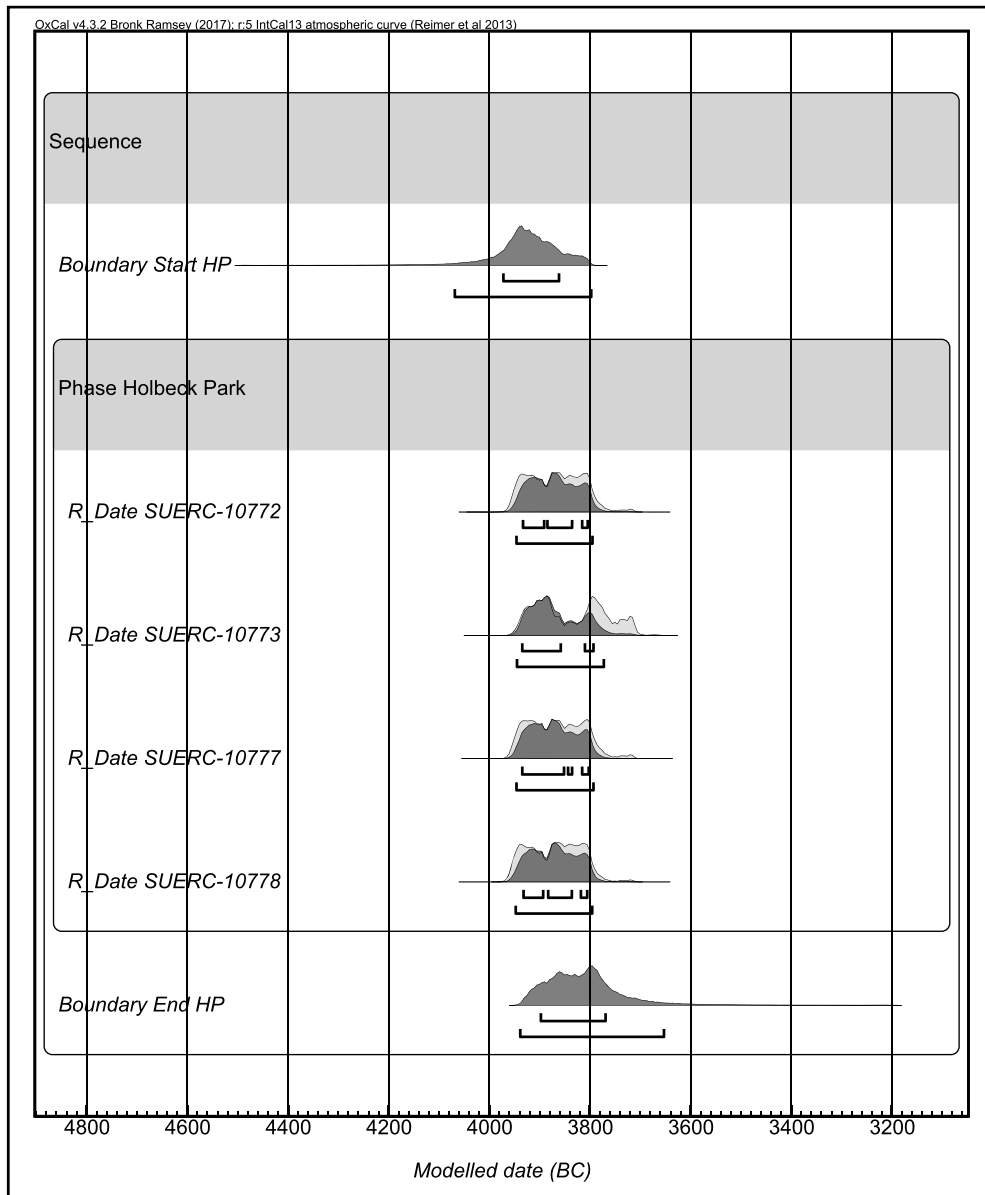 OxCal v4.3.2 Bronk Ramsey (2017); r:5 IntCal13 atmospheric curve (Reimer et al 2013)
Sequence
Boundary Start HP
Phase Holbeck Park
R_Date SUERC-10772
R_Date SUERC-10773
R_Date SUERC-10777
R_Date SUERC-10778
Boundary End HP
4800 4600 4400 4200 4000 3800 3600 3400 3200
Modelled date (BC)